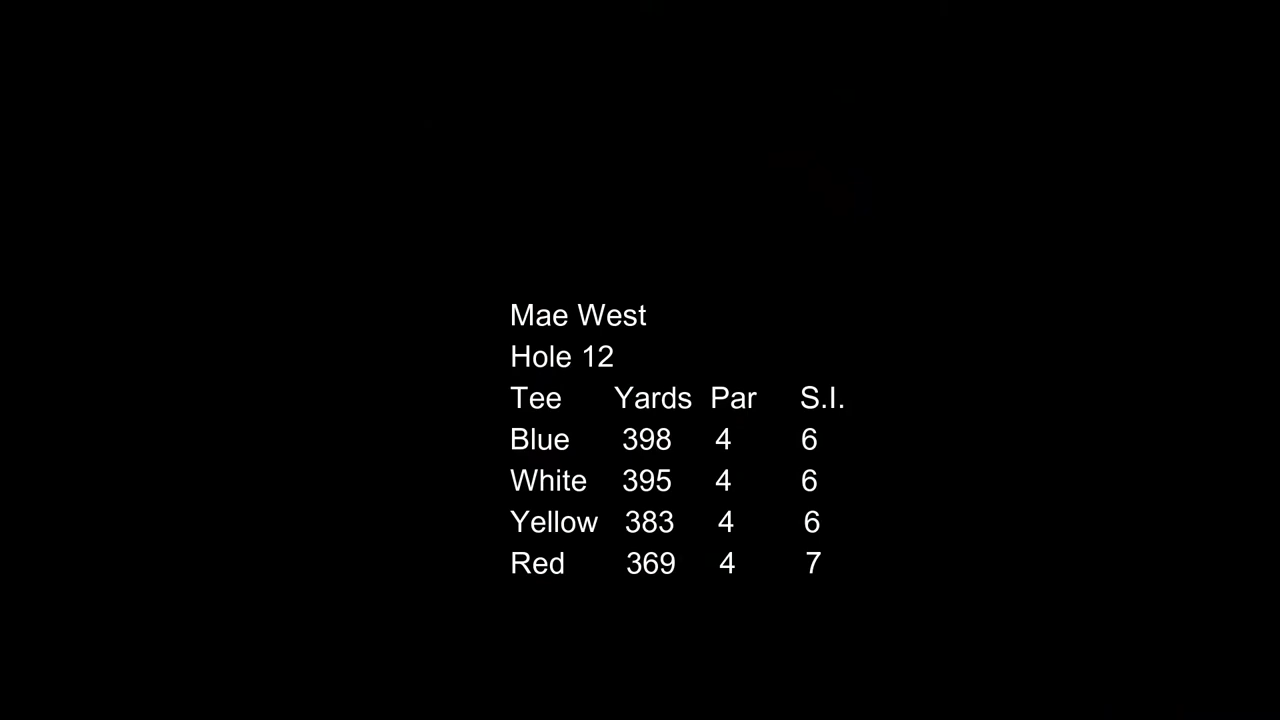 Mae West
Hole 12
Tee Yards Par S.I.
Blue 398 4 6
White 395 4 6
Yellow 383 4 6
Red 369 4 7